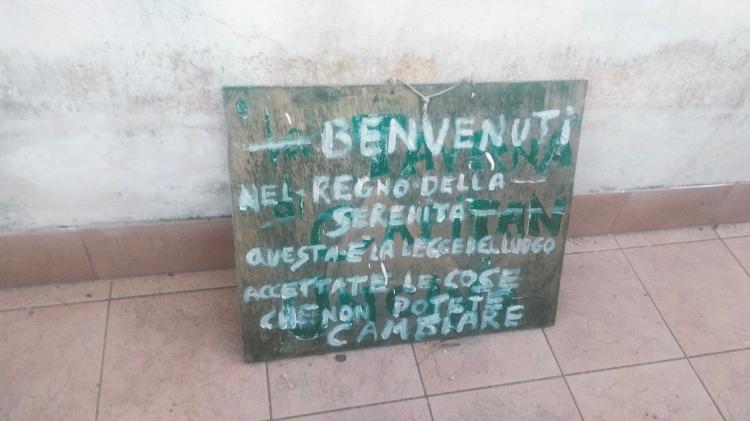 BENVENUTI
NEL REGNO DELLA
SERENITA'
QUESTA È LA LEGGE DEL LUOGO
ACCETTATE LE COSE
CHE NON POTETE
CAMBIARE